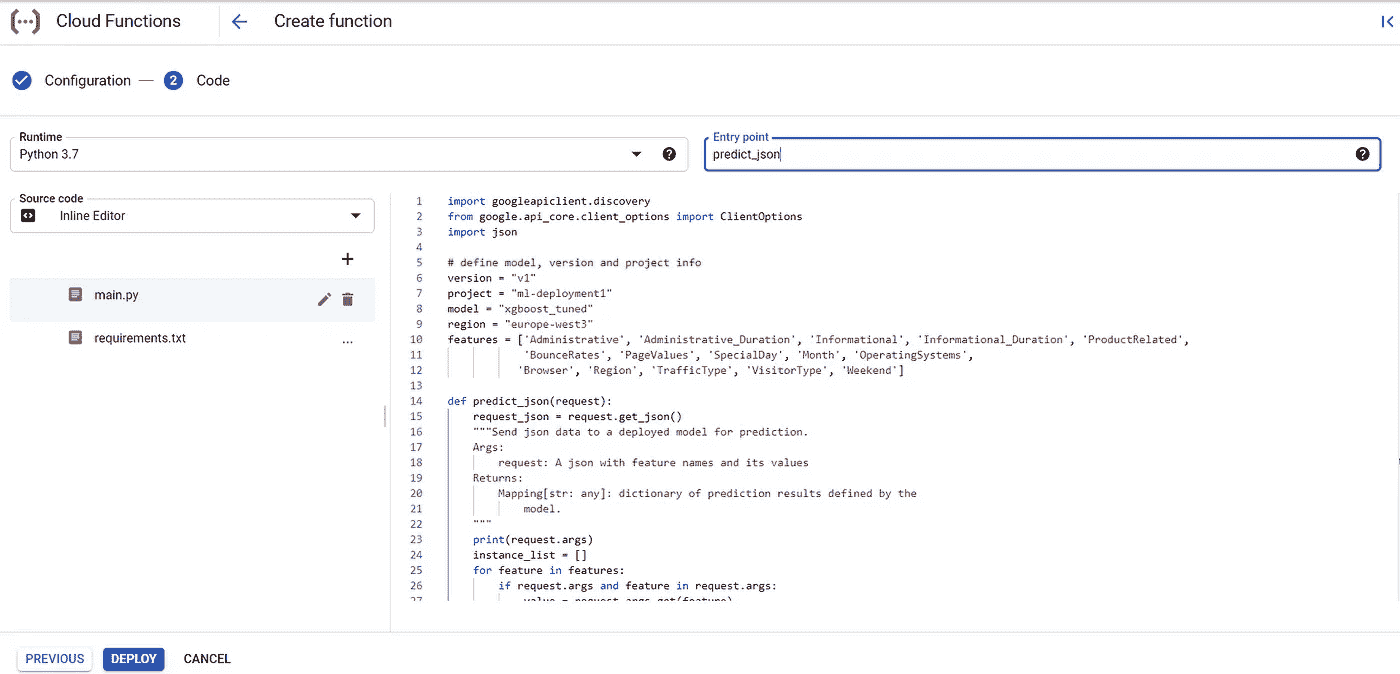 Cloud Functions
Create function
Configuration
2 Code
Runtime
Python 3.7
Entry point
predict_json
Source code
Inline Editor
main.py
requirements.txt
1 import googleapiclient.discovery
2 from google.api_core.client_options import ClientOptions
3 import json
4
5 # define model, version and project info
6 version = "v1"
7 project = "ml-deployment1"
8 model = "xgboost_tuned"
9 region = "europe-west3"
10 features = ['Administrative', 'Administrative_Duration', 'Informational', 'Informational_Duration', 'ProductRelated',
11 'BounceRates', 'PageValues', 'SpecialDay', 'Month', 'OperatingSystems',
12 'Browser', 'Region', 'TrafficType', 'VisitorType', 'Weekend']
13
14 def predict_json(request):
15 request_json = request.get_json()
16 """Send json data to a deployed model for prediction.
17 Args:
18 request: A json with feature names and its values
19 Returns:
20 Mapping[str: any]: dictionary of prediction results defined by the
21 model.
22 """
23 print(request.args)
24 instance_list = []
25 for feature in features:
26 if request.args and feature in request.args:
27 value = request.args.get(feature)
PREVIOUS
DEPLOY
CANCEL